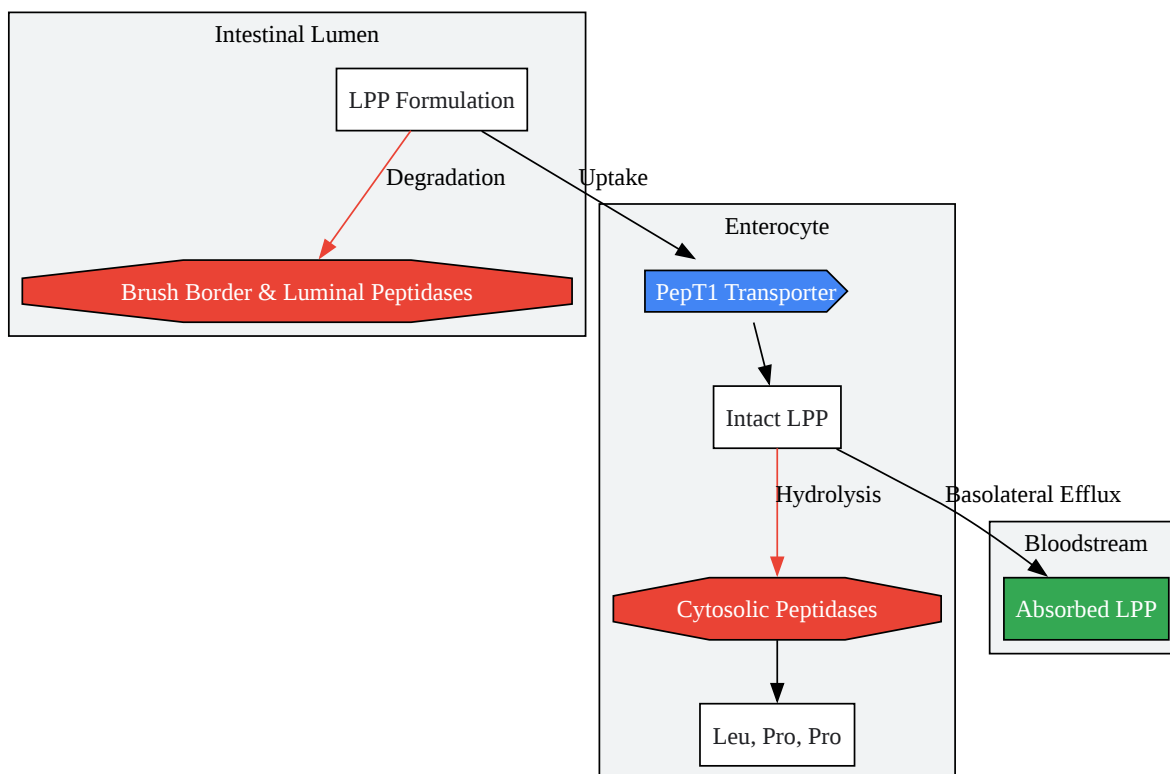 Intestinal Lumen
LPP Formulation
Degradation
Uptake
Enterocyte
Brush Border & Luminal Peptidases
PepT1 Transporter
Intact LPP
Hydrolysis
Basolateral Efflux
Bloodstream
Cytosolic Peptidases
Absorbed LPP
Leu, Pro, Pro